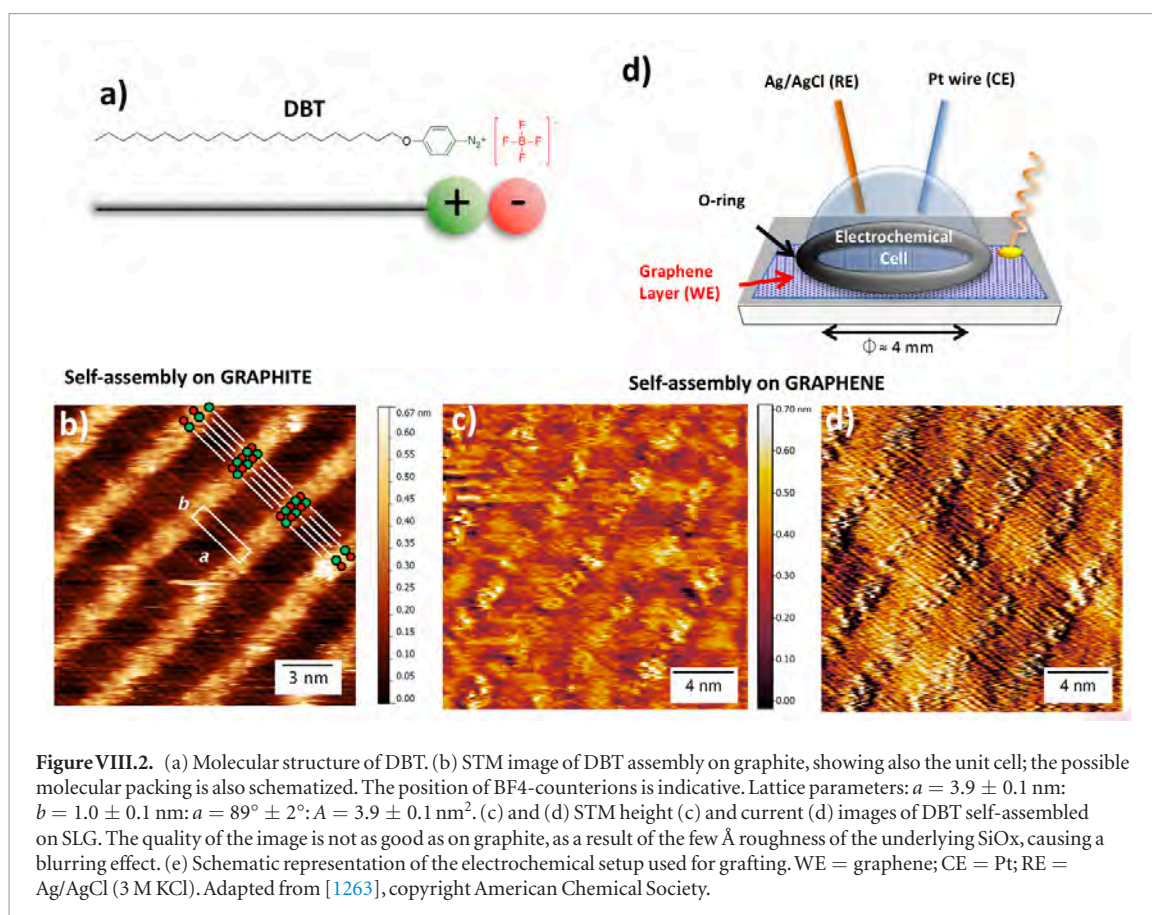 a)
DBT
O
N2+
F
F-B-F
F
-
+
-
d)
Ag/AgCl (RE)
Pt wire (CE)
O-ring
Electrochemical
Cell
Graphene
Layer (WE)
Φ ≈ 4 mm
Self-assembly on GRAPHITE
Self-assembly on GRAPHENE
b)
b
a
3 nm
0.67 nm
0.60
0.55
0.50
0.45
0.40
0.35
0.30
0.25
0.20
0.15
0.10
0.05
0.00
c)
4 nm
0.70 nm
0.50
0.40
0.30
0.20
0.10
0.00
d)
4 nm
Figure VIII.2. (a) Molecular structure of DBT. (b) STM image of DBT assembly on graphite, showing also the unit cell; the possible
molecular packing is also schematized. The position of BF4-counterions is indicative. Lattice parameters: a = 3.9 ± 0.1 nm:
b = 1.0 ± 0.1 nm: a = 89° ± 2°: A = 3.9 ± 0.1 nm². (c) and (d) STM height (c) and current (d) images of DBT self-assembled
on SLG. The quality of the image is not as good as on graphite, as a result of the few Å roughness of the underlying SiOx, causing a
blurring effect. (e) Schematic representation of the electrochemical setup used for grafting. WE = graphene; CE = Pt; RE =
Ag/AgCl (3 M KCl). Adapted from [1263], copyright American Chemical Society.